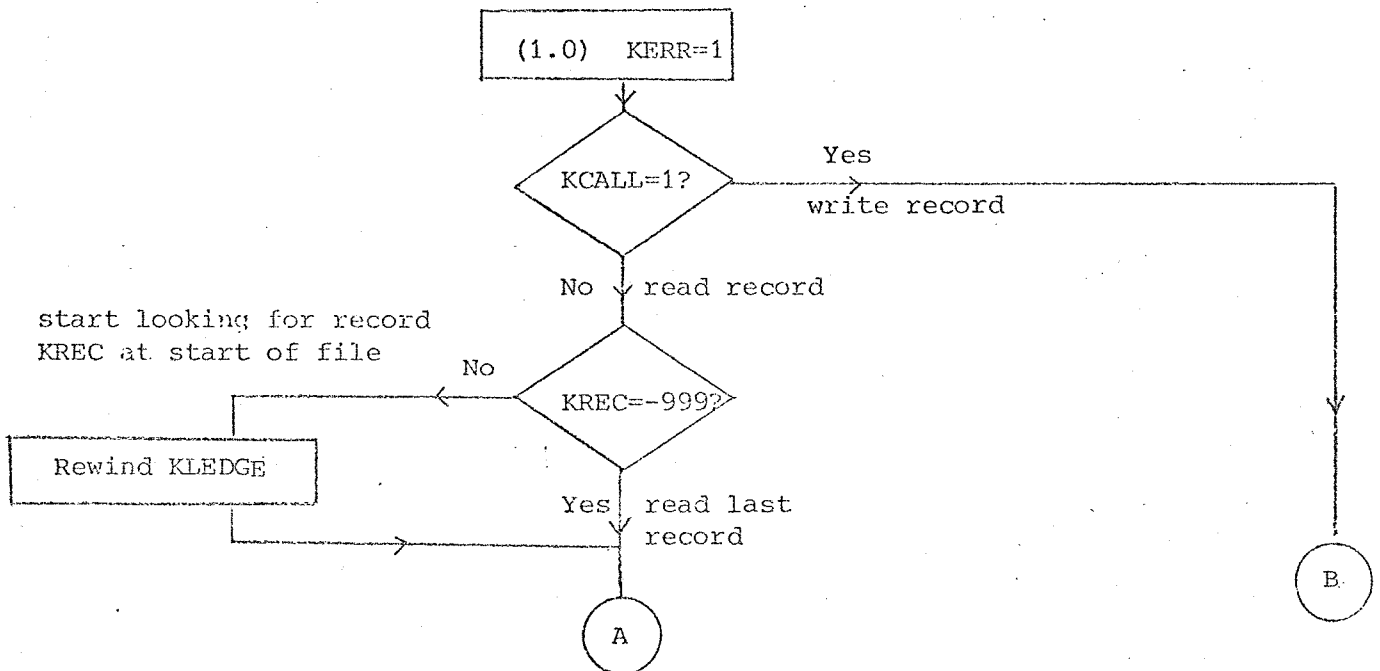 (1.0) KERR=1
KCALL=1?
Yes
write record
No read record
start looking for record
KREC at start of file
No
KREC=-999?
Rewind KLEDGE
Yes read last
record
B
A